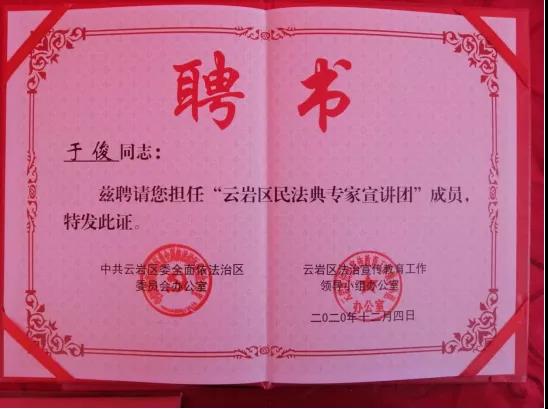 聘书
于俊同志：
兹聘请您担任“云岩区民法典专家宣讲团”成员，
特发此证。
中共云岩区委全面依法治区
委员会办公室
云岩区法治宣传教育工作
领导小组办公室
办公室
二〇二〇年十二月四日